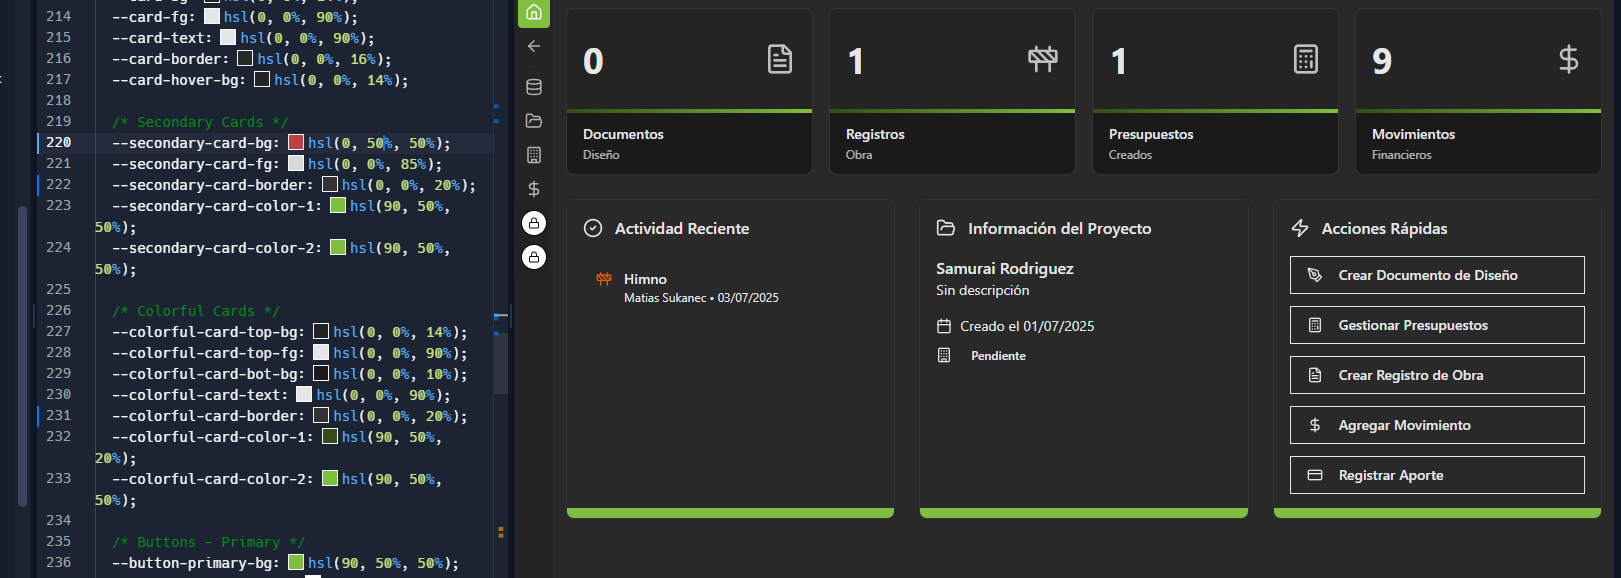 214 --card-fg: hsl(0, 0%, 90%);
215 --card-text: hsl(0, 0%, 90%);
216 --card-border: hsl(0, 0%, 16%);
217 --card-hover-bg: hsl(0, 0%, 14%);
218
219 /* Secondary Cards */
220 --secondary-card-bg: hsl(0, 50%, 50%);
221 --secondary-card-fg: hsl(0, 0%, 85%);
222 --secondary-card-border: hsl(0, 0%, 20%);
223 --secondary-card-color-1: hsl(90, 50%,
50%);
224 --secondary-card-color-2: hsl(90, 50%,
50%);
225
226 /* Colorful Cards */
227 --colorful-card-top-bg: hsl(0, 0%, 14%);
228 --colorful-card-top-fg: hsl(0, 0%, 90%);
229 --colorful-card-bot-bg: hsl(0, 0%, 10%);
230 --colorful-card-text: hsl(0, 0%, 90%);
231 --colorful-card-border: hsl(0, 0%, 20%);
232 --colorful-card-color-1: hsl(90, 50%,
20%);
233 --colorful-card-color-2: hsl(90, 50%,
50%);
234
235 /* Buttons - Primary */
236 --button-primary-bg: hsl(90, 50%, 50%);
0
Documentos
Diseño
1
Registros
Obra
1
Presupuestos
Creados
9
Movimientos
Financieros
Actividad Reciente
Himno
Matias Sukanec • 03/07/2025
Información del Proyecto
Samurai Rodriguez
Sin descripción
Creado el 01/07/2025
Pendiente
Acciones Rápidas
Crear Documento de Diseño
Gestionar Presupuestos
Crear Registro de Obra
Agregar Movimiento
Registrar Aporte